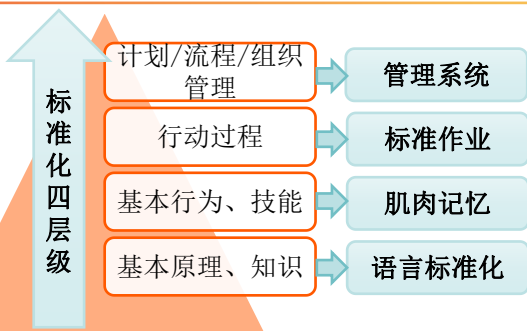 标准化四层级
计划/流程/组织
管理
管理系统
行动过程
标准作业
基本行为、技能
肌肉记忆
基本原理、知识
语言标准化